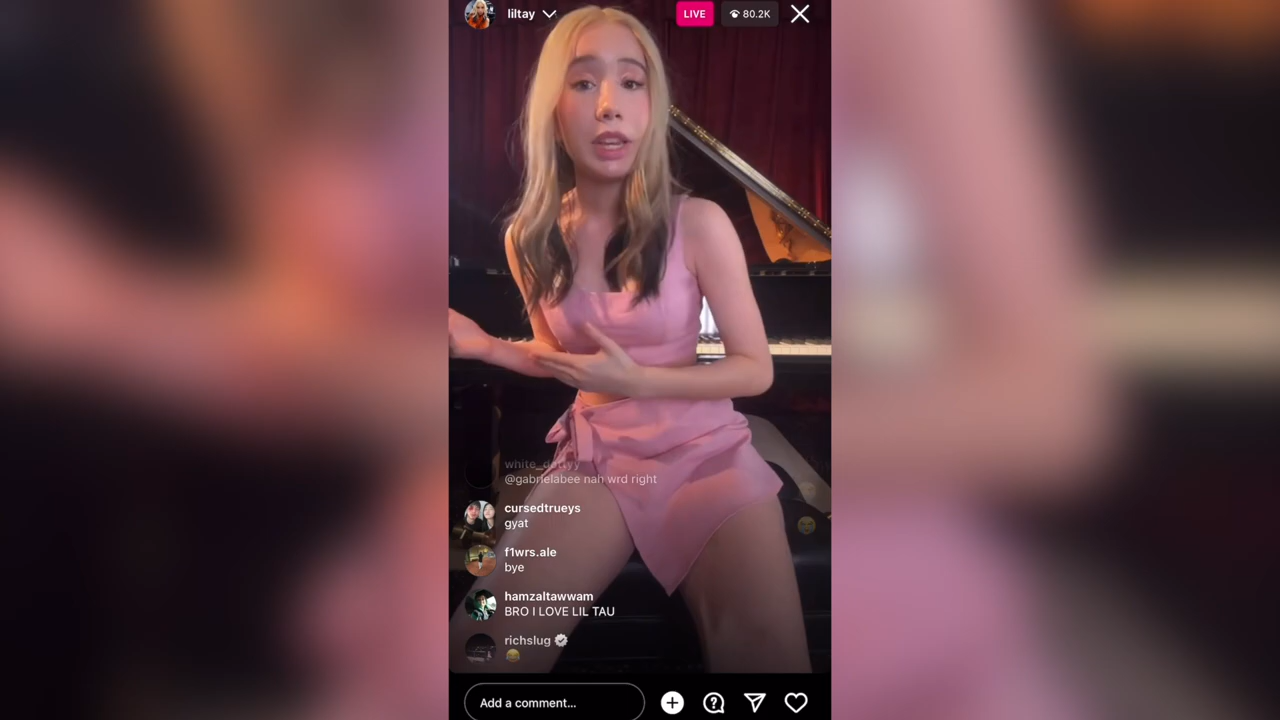 liltay
LIVE
80.2K
@gabrielabee nah wrd right
cursedtrueys
gyat
f1wrs.ale
bye
hamzaltawwam
BRO I LOVE LIL TAU
richslug
Add a comment...